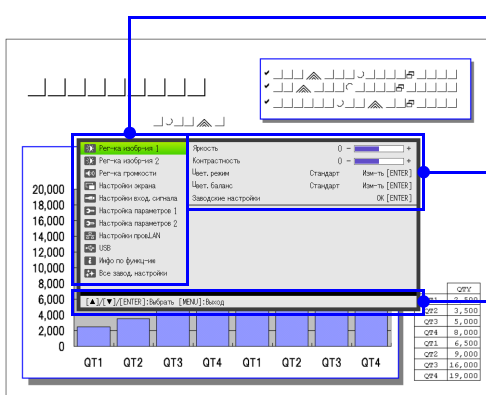 Рег-ка изобр-ия 1
Рег-ка изобр-ия 2
Рег-ка громкости
Настройки экрана
Настройки вход. сигнала
Настройка параметров 1
Настройка параметров 2
Настройки провLAN
USB
Инфо по функц-ию
Все завод. настройки
Яркость 0 - +
Контрастность 0 - +
Цвет. режим Стандарт Изм-ть [ENTER]
Цвет. баланс Стандарт Изм-ть [ENTER]
Заводские настройки OK [ENTER]
[▲]/[▼]/[ENTER]:Выбрать [MENU]:Выход
20,000
18,000
16,000
14,000
12,000
10,000
8,000
6,000
4,000
2,000
0
QT1 QT2 QT3 QT4 QT1 QT2 QT3 QT4
QTY
QT2 3,500
QT3 5,000
QT4 8,000
QT1 6,500
QT2 9,000
QT3 16,000
QT4 19,000